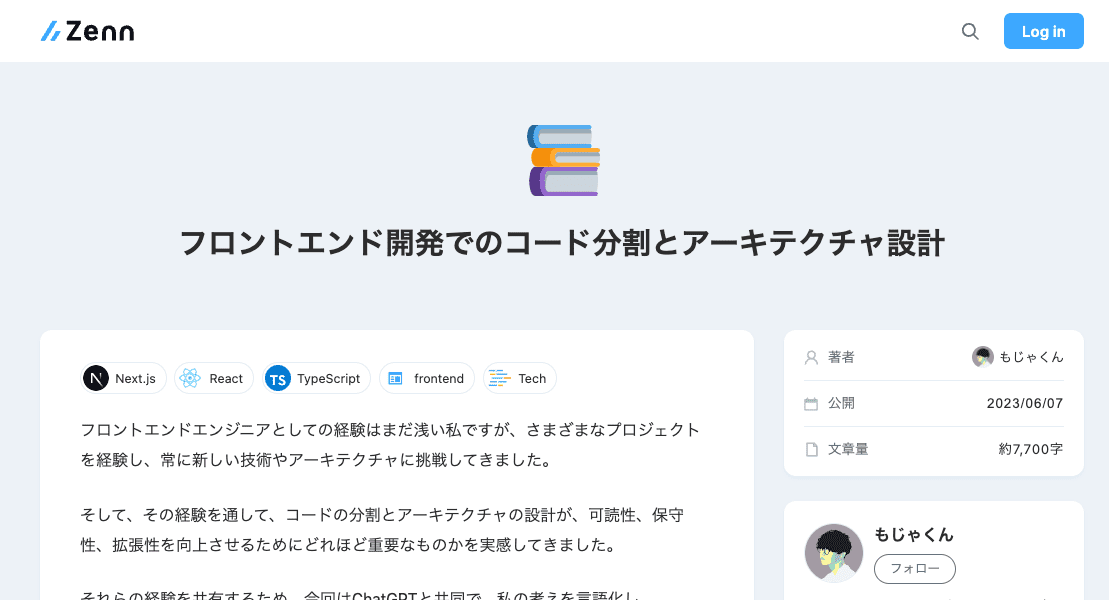 Zenn
Log in
フロントエンド開発でのコード分割とアーキテクチャ設計
Next.js
React
TypeScript
frontend
Tech
フロントエンドエンジニアとしての経験はまだ浅い私ですが、さまざまなプロジェクト
を経験し、常に新しい技術やアーキテクチャに挑戦してきました。
そして、その経験を通して、コードの分割とアーキテクチャの設計が、可読性、保守
性、拡張性を向上させるためにどれほど重要なものかを実感してきました。
それらの経験を共有するため、今回はChatGPTと共同で、私の考えを言語化し、
著者
もじゃくん
公開
2023/06/07
文章量
約7,700字
もじゃくん
フォロー